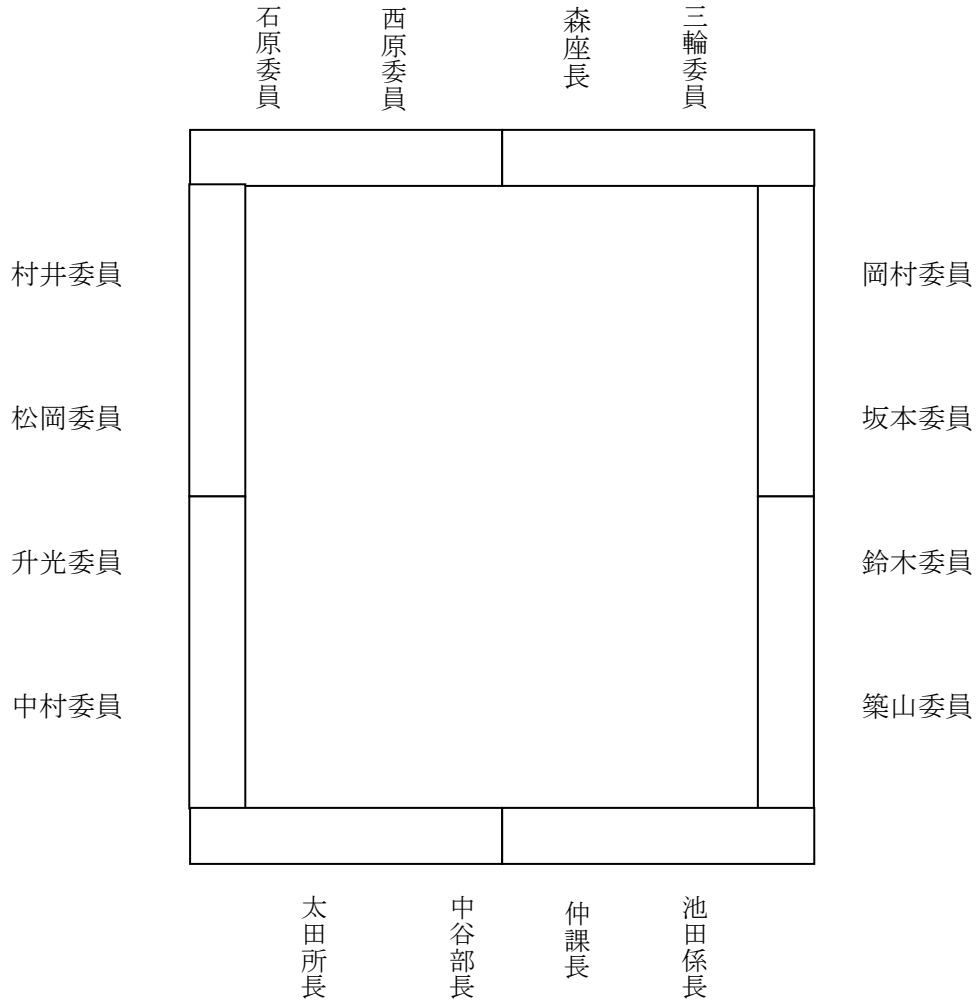 石原委員
西原委員
森座長
三輪委員
村井委員
岡村委員
松岡委員
坂本委員
升光委員
鈴木委員
中村委員
築山委員
太田所長
中谷部長
仲課長
池田係長